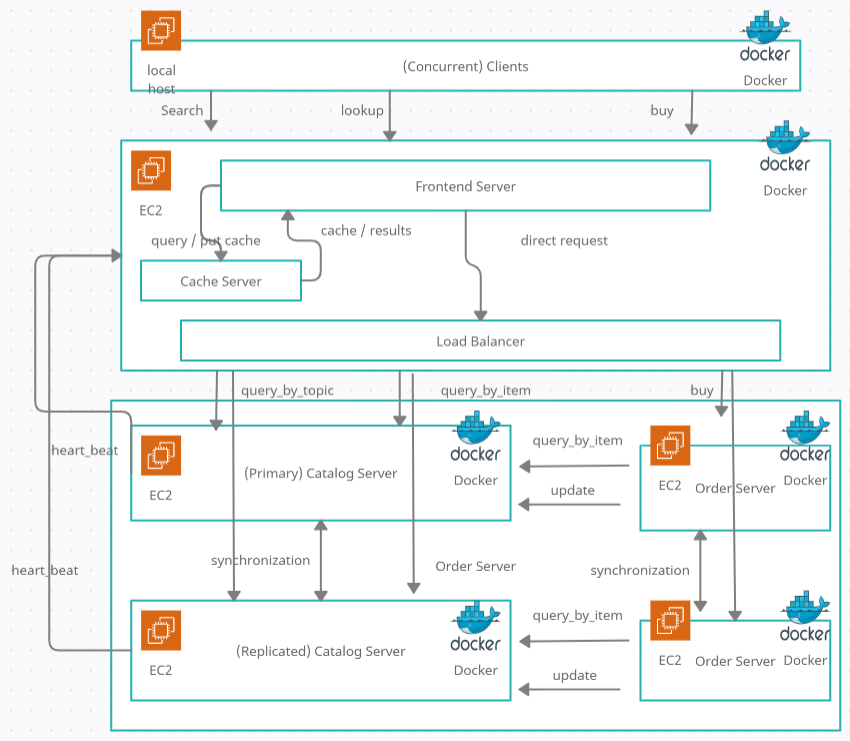 docker
(Concurrent) Clients
local
host
Docker
Search
lookup
buy
docker
Frontend Server
Docker
EC2
cache / results
query / put cache
direct request
Cache Server
Load Balancer
query_by_topic
query_by_item
buy
docker
docker
query_by_item
heart_beat
(Primary) Catalog Server
Docker
EC2
Order Server
Docker
EC2
update
synchronization
Order Server
synchronization
heart_beat
docker
docker
query_by_item
(Replicated) Catalog Server
EC2
Docker
EC2
Order Server
Docker
update